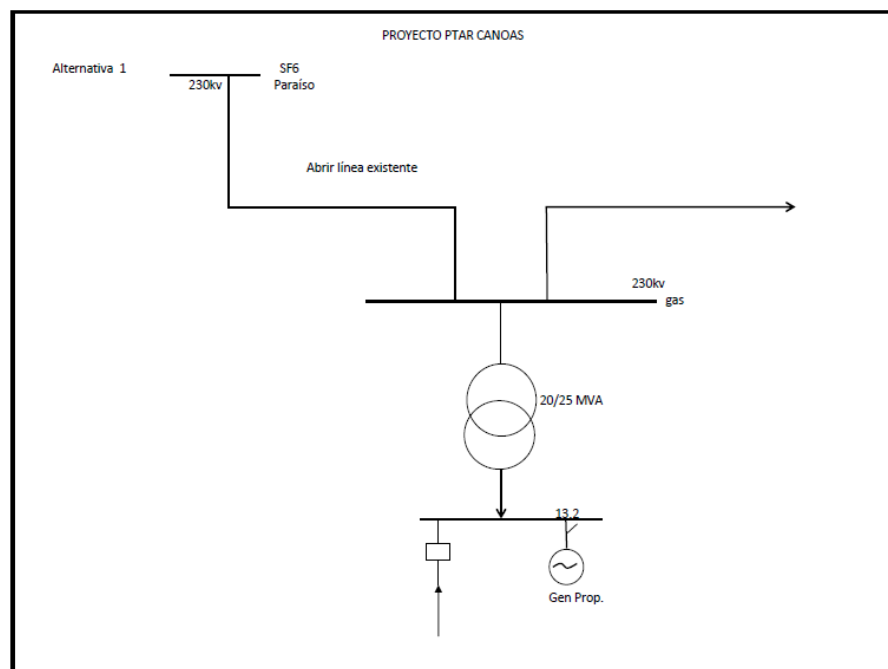 PROYECTO PTAR CANOAS
Alternativa 1
SF6
230kv
Paraíso
Abrir línea existente
230kv
gas
20/25 MVA
13.2
Gen Prop.